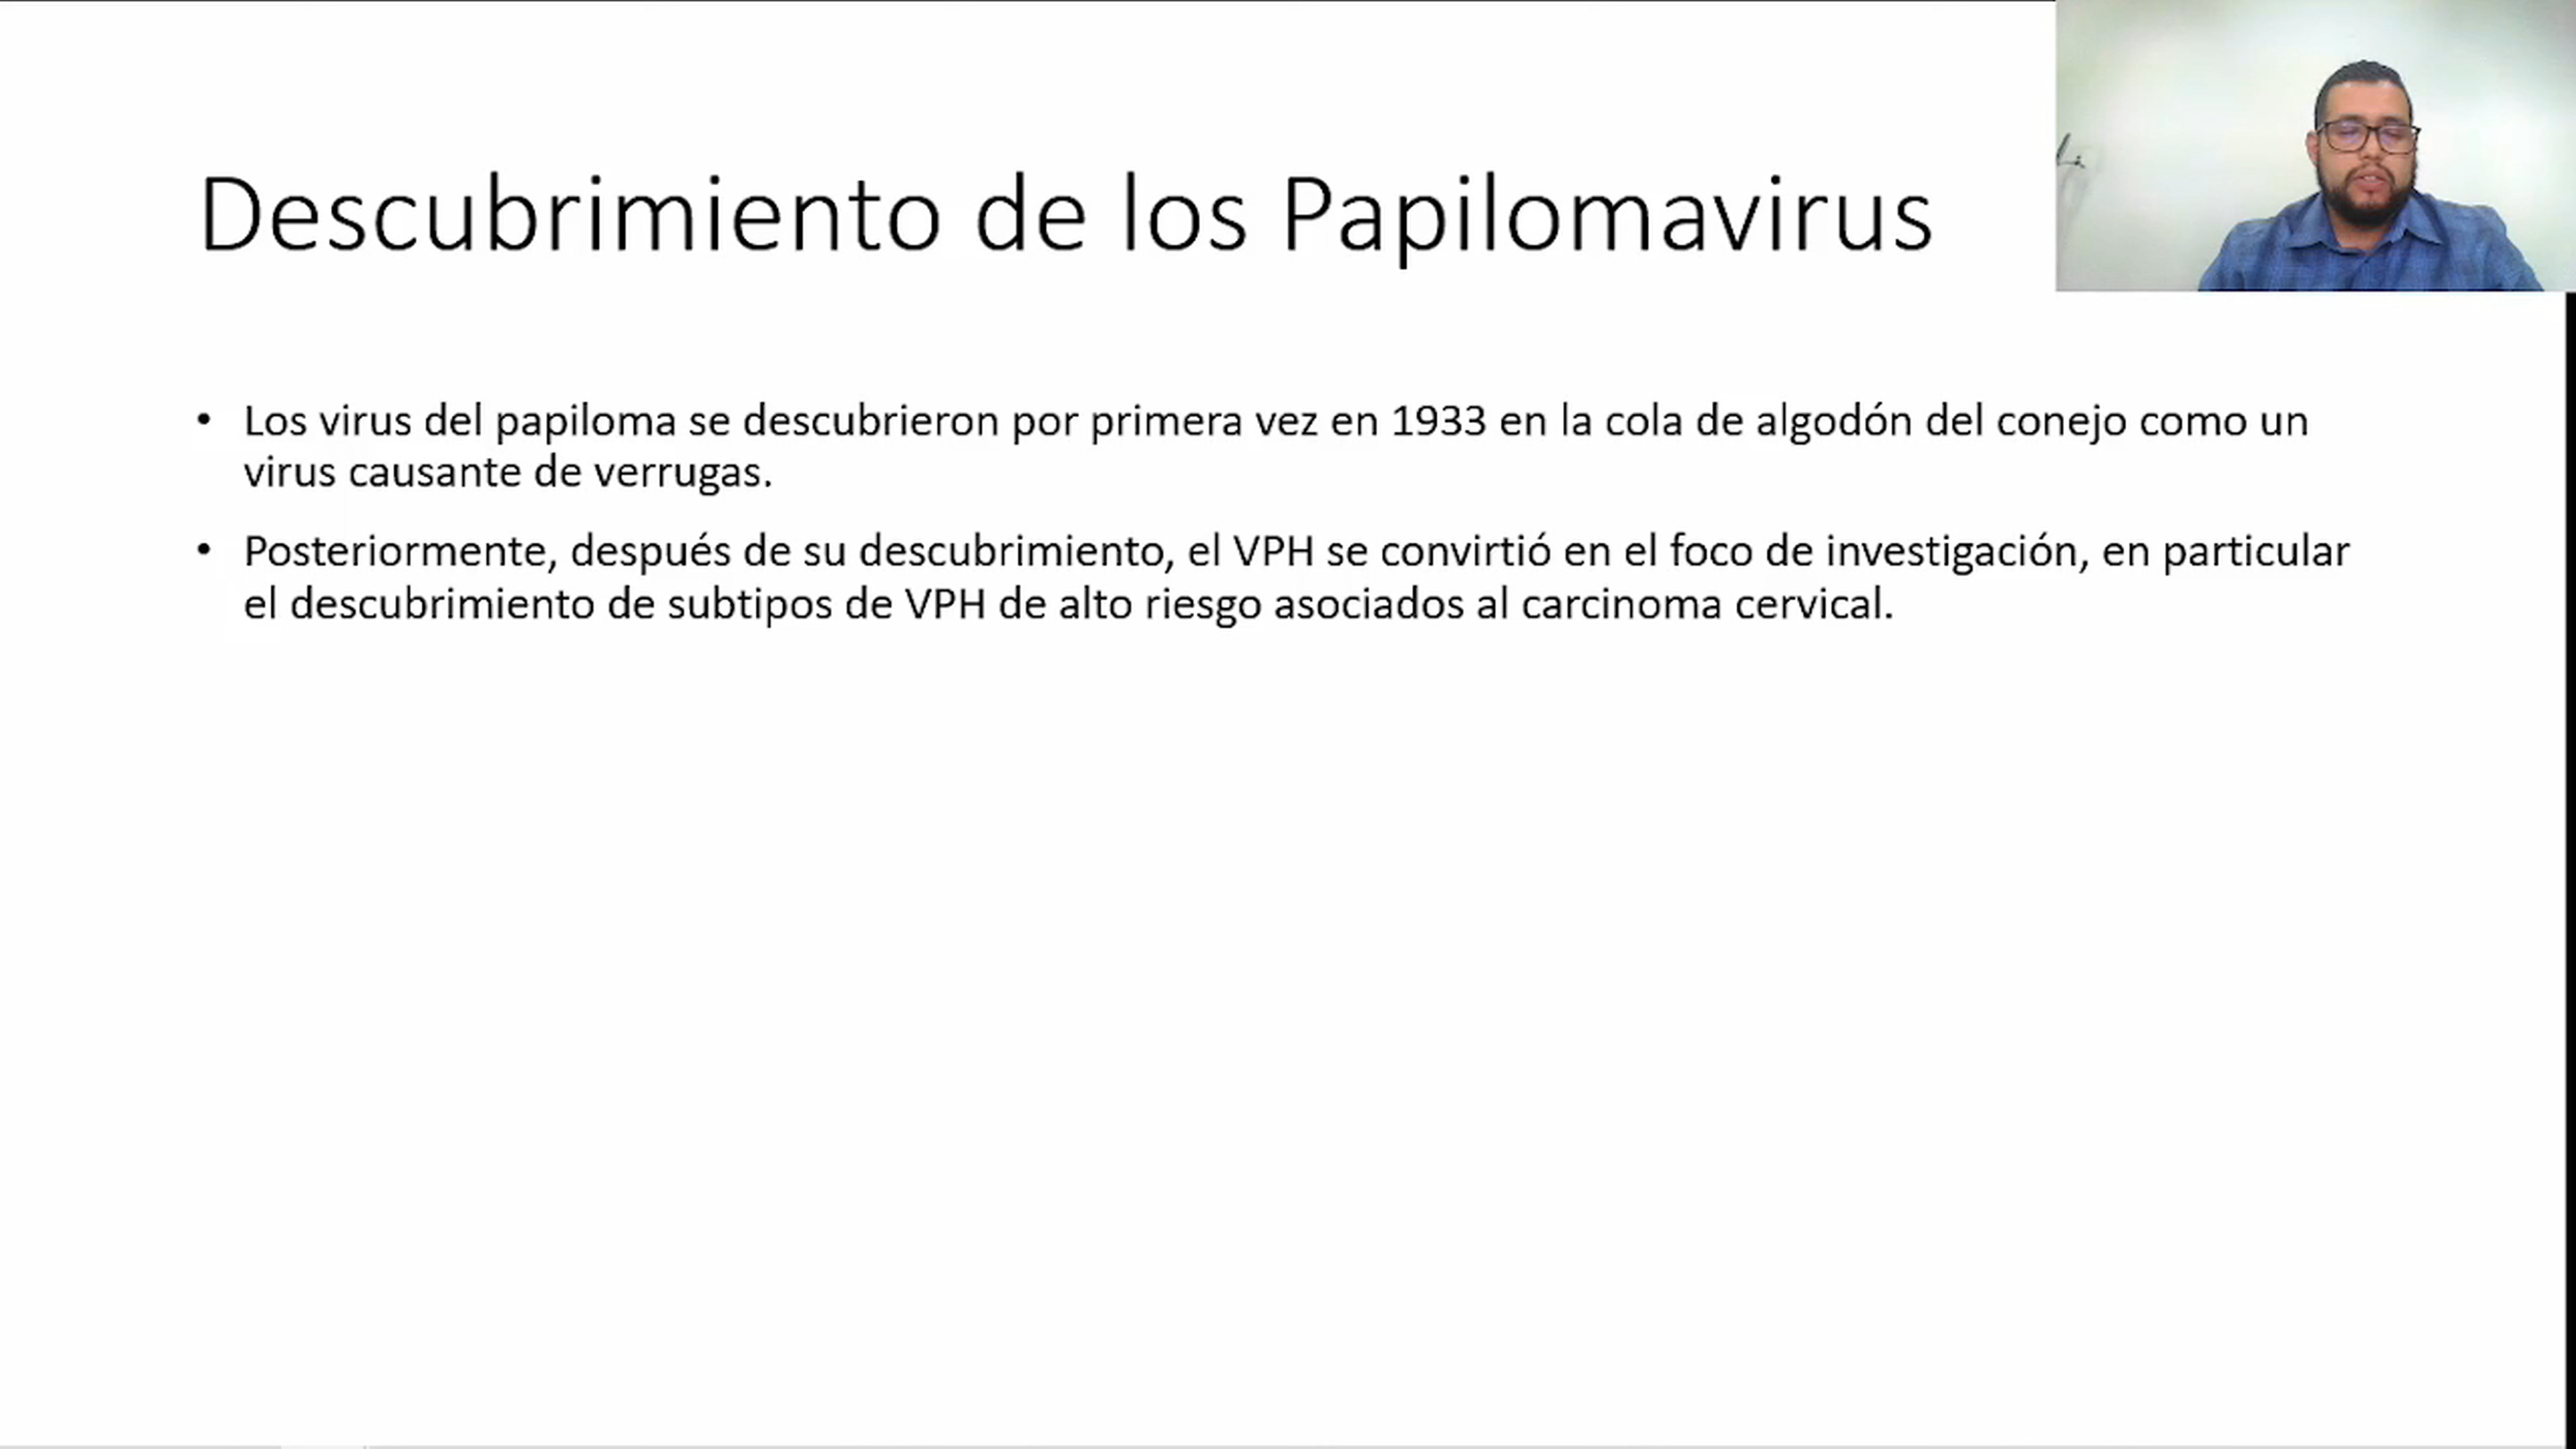 Descubrimiento de los Papilomavirus
• Los virus del papiloma se descubrieron por primera vez en 1933 en la cola de algodón del conejo como un
virus causante de verrugas.
• Posteriormente, después de su descubrimiento, el VPH se convirtió en el foco de investigación, en particular
el descubrimiento de subtipos de VPH de alto riesgo asociados al carcinoma cervical.